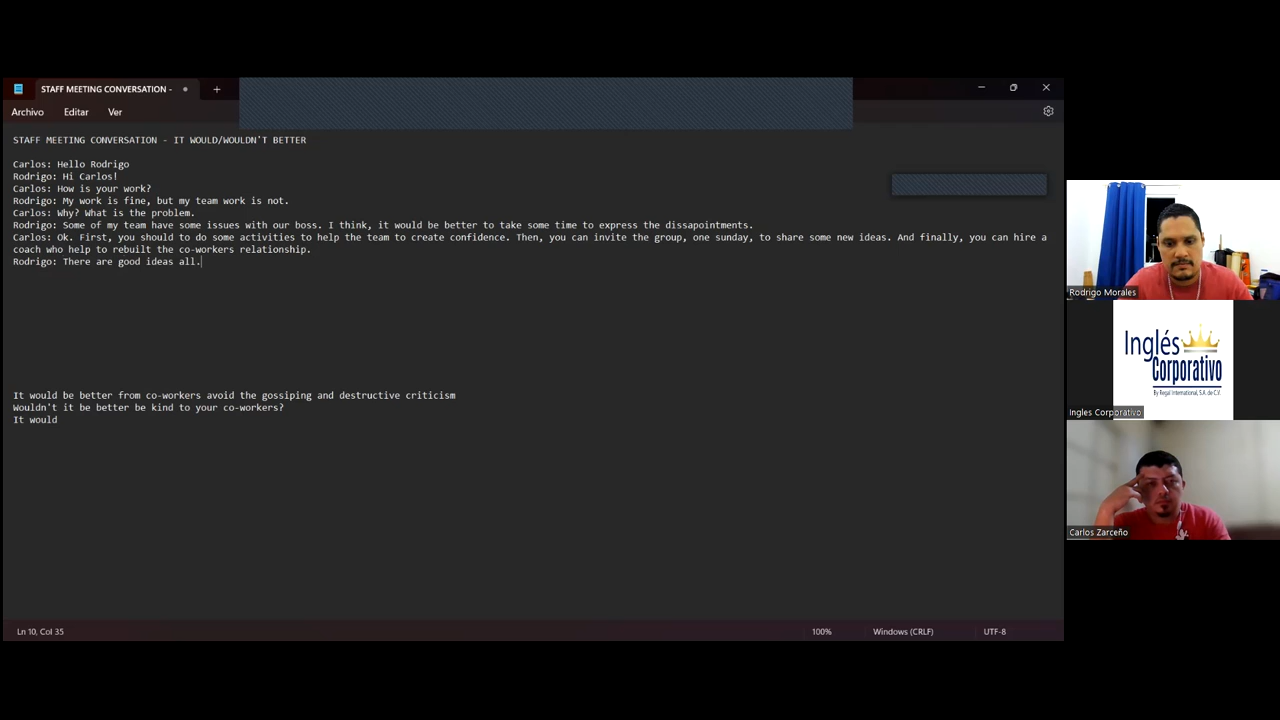 STAFF MEETING CONVERSATION -
Archivo Editar Ver
STAFF MEETING CONVERSATION - IT WOULD/WOULDN'T BETTER
Carlos: Hello Rodrigo
Rodrigo: Hi Carlos!
Carlos: How is your work?
Rodrigo: My work is fine, but my team work is not.
Carlos: Why? What is the problem.
Rodrigo: Some of my team have some issues with our boss. I think, it would be better to take some time to express the dissapointments.
Carlos: Ok. First, you should to do some activities to help the team to create confidence. Then, you can invite the group, one sunday, to share some new ideas. And finally, you can hire a
coach who help to rebuilt the co-workers relationship.
Rodrigo: There are good ideas all.
It would be better from co-workers avoid the gossiping and destructive criticism
Wouldn't it be better be kind to your co-workers?
It would
Ln 10, Col 35
100%
Windows (CRLF)
UTF-8
Rodrigo Morales
Inglés
Corporativo
By Regal International, S.A. de C.V.
Ingles Corporativo
Carlos Zarceño